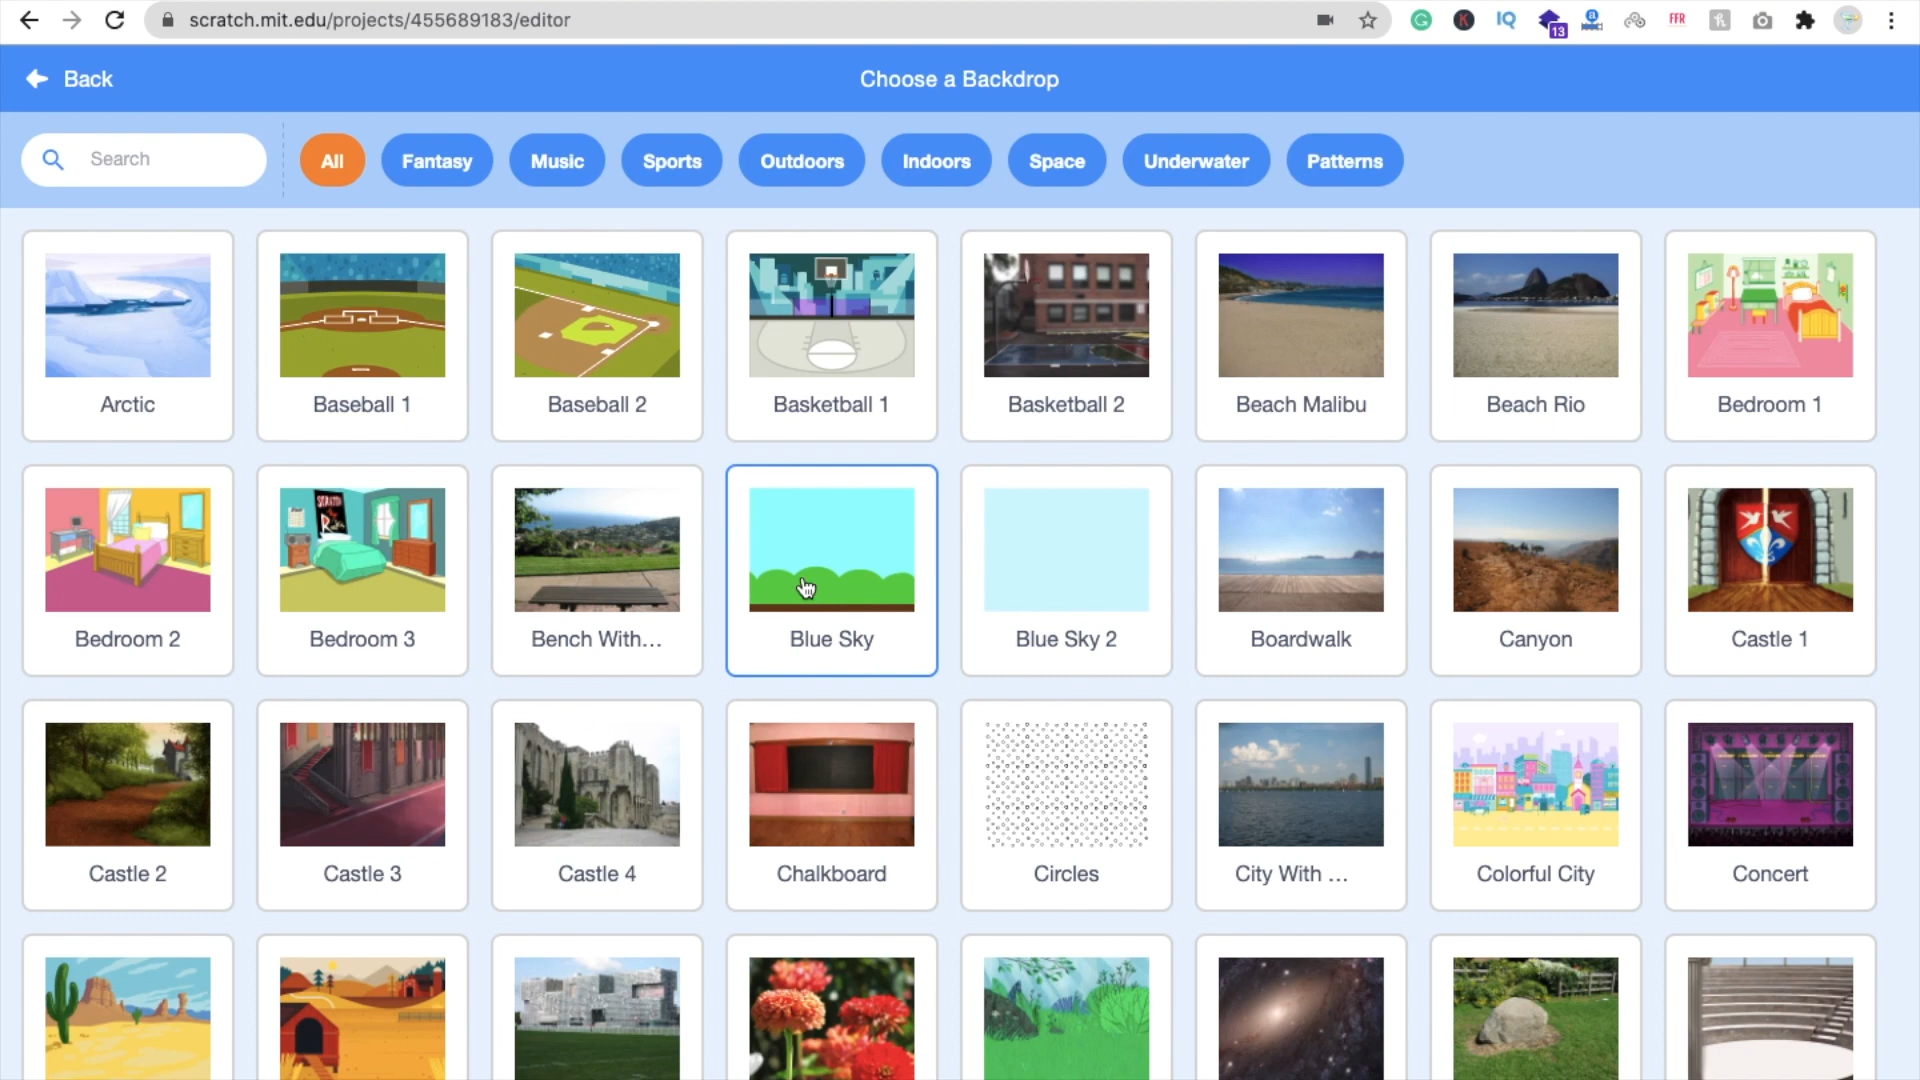 scratch.mit.edu/projects/455689183/editor
IQ
13
a
FFR
Back
Choose a Backdrop
Search
All
Fantasy
Music
Sports
Outdoors
Indoors
Space
Underwater
Patterns
Arctic
Baseball 1
Baseball 2
Basketball 1
Basketball 2
Beach Malibu
Beach Rio
Bedroom 1
SCRATCH
Bedroom 2
Bedroom 3
Bench With...
Blue Sky
Blue Sky 2
Boardwalk
Canyon
Castle 1
Castle 2
Castle 3
Castle 4
Chalkboard
Circles
City With ...
Colorful City
Concert